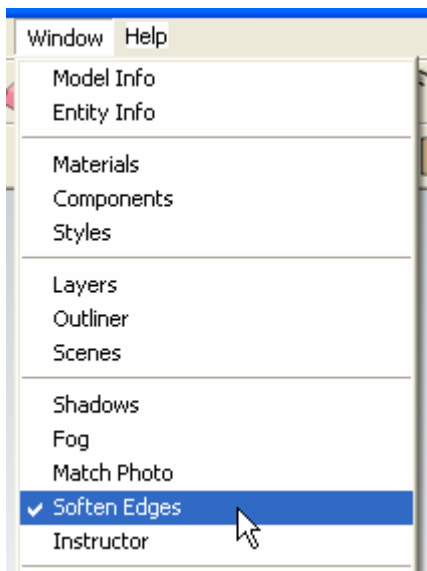 Window Help
Model Info
Entity Info
Materials
Components
Styles
Layers
Outliner
Scenes
Shadows
Fog
Match Photo
Soften Edges
Instructor